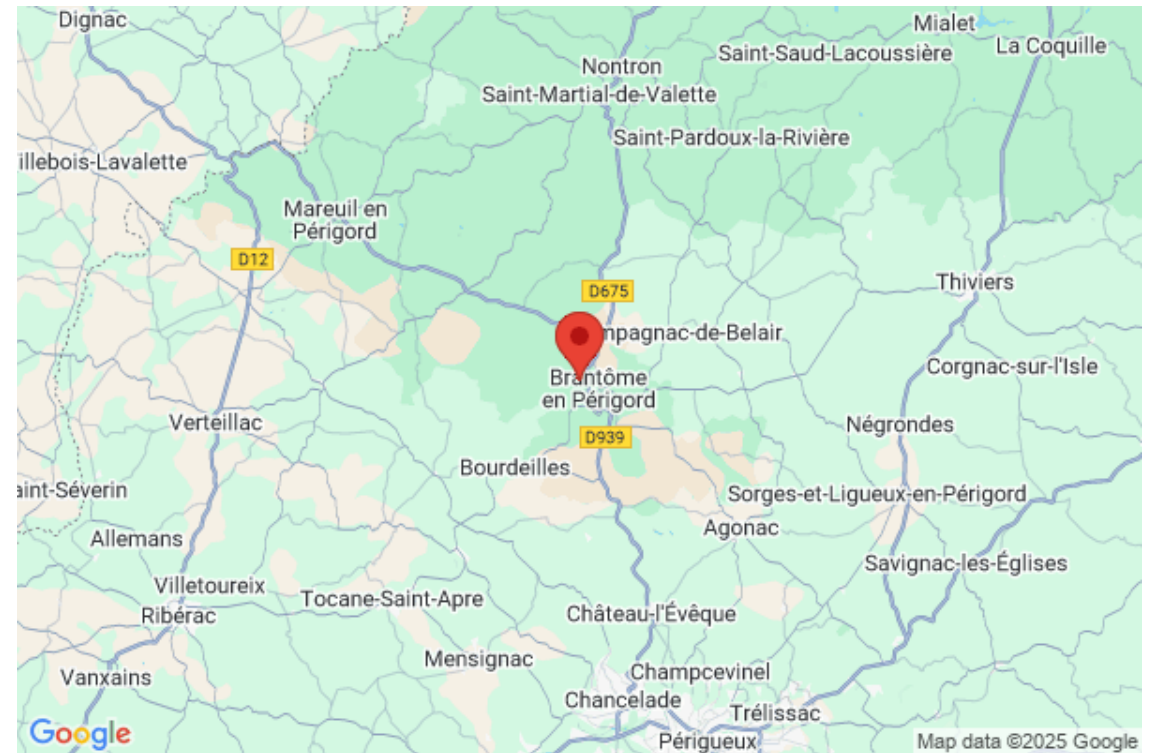 Dignac
Mialet
La Coquille
Saint-Saud-Lacoussière
Nontron
Saint-Martial-de-Valette
Saint-Pardoux-la-Rivière
illebois-Lavalette
Mareuil en
Périgord
D12
D675
Thiviers
mpagnac-de-Belair
Corgnac-sur-l'Isle
Brantôme
en Périgord
Verteillac
Négrondes
D939
Bourdeilles
aint-Séverin
Sorges-et-Ligueux-en-Périgord
Agonac
Allemans
Savignac-les-Églises
Villetoureix
Tocane-Saint-Apre
Ribérac
Château-l'Évêque
Mensignac
Champcevinel
Vanxains
Chancelade
Trélissac
Périgueux
Google
Map data ©2025 Google